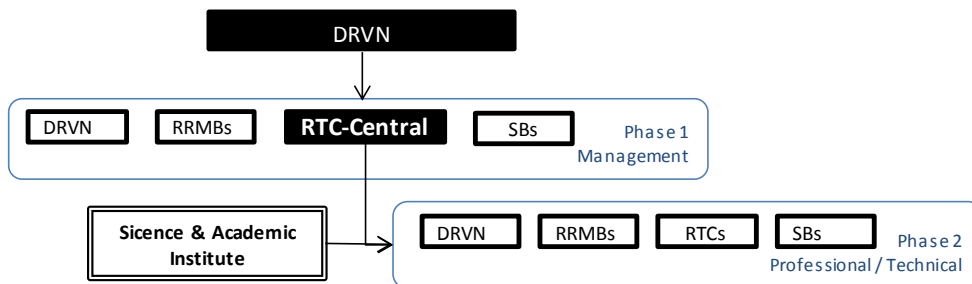 DRVN
DRVN RRMBs RTC-Central SBs
Phase 1
Management
Sicence & Academic
Institute
DRVN RRMBs RTCs SBs
Phase 2
Professional / Technical